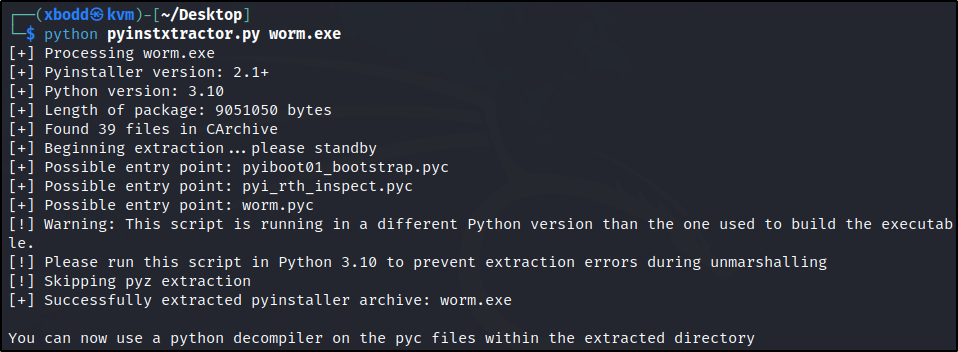 ┌──(xbodd㉿kvm)-[~/Desktop]
└─$ python pyinstxtractor.py worm.exe
[+] Processing worm.exe
[+] Pyinstaller version: 2.1+
[+] Python version: 3.10
[+] Length of package: 9051050 bytes
[+] Found 39 files in CArchive
[+] Beginning extraction...please standby
[+] Possible entry point: pyiboot01_bootstrap.pyc
[+] Possible entry point: pyi_rth_inspect.pyc
[+] Possible entry point: worm.pyc
[!] Warning: This script is running in a different Python version than the one used to build the executab
le.
[!] Please run this script in Python 3.10 to prevent extraction errors during unmarshalling
[!] Skipping pyz extraction
[+] Successfully extracted pyinstaller archive: worm.exe
You can now use a python decompiler on the pyc files within the extracted directory